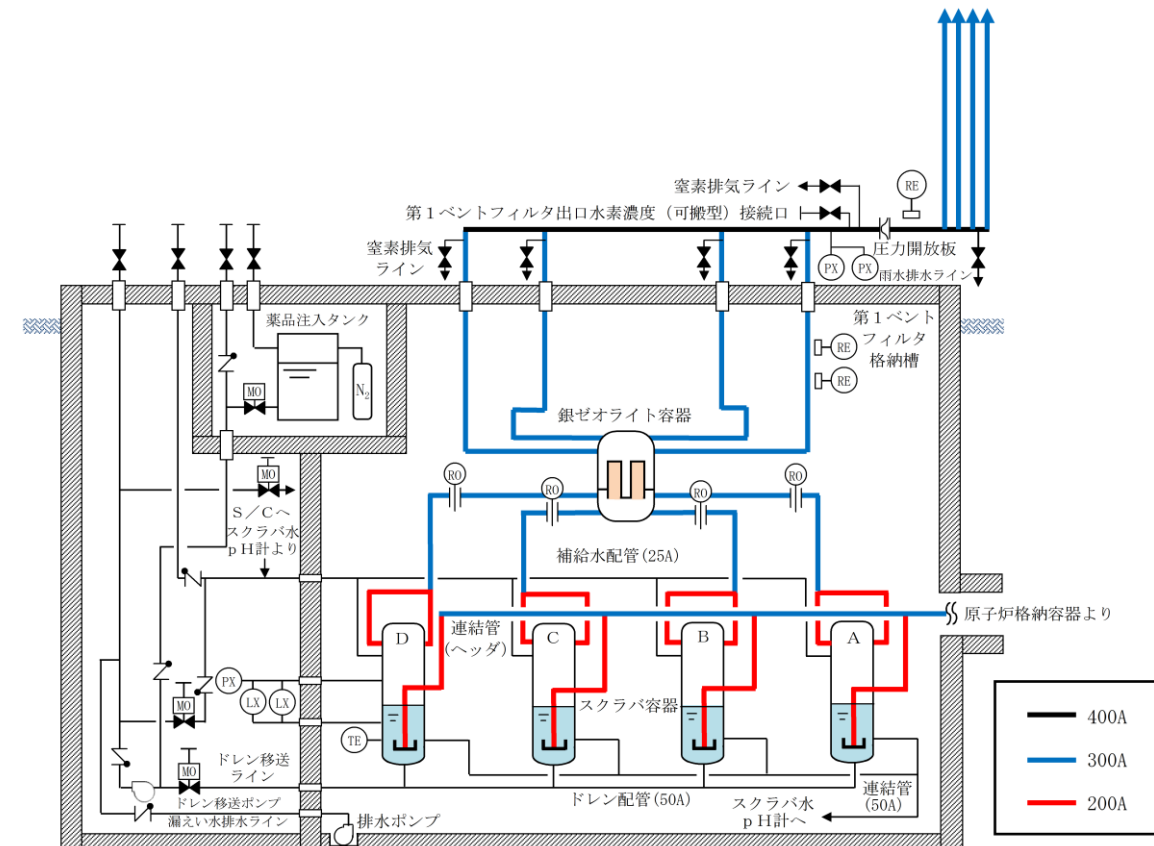 窒素排気ライン
RE
第1ベントフィルタ出口水素濃度（可搬型）接続口
窒素排気
ライン
圧力開放板
PX
PX
雨水排水ライン
薬品注入タンク
第1ベント
フィルタ
格納槽
RE
RE
MO
N₂
銀ゼオライト容器
MO
RO
RO
RO
RO
S／Cへ
スクラバ水
pH計より
補給水配管(25A)
原子炉格納容器より
連結管
(ヘッダ)
D
C
B
A
PX
LX
LX
MO
スクラバ容器
TE
400A
300A
200A
ドレン移送
ライン
MO
ドレン配管(50A)
連結管
(50A)
スクラバ水
pH計へ
ドレン移送ポンプ
漏えい水排水ライン
排水ポンプ